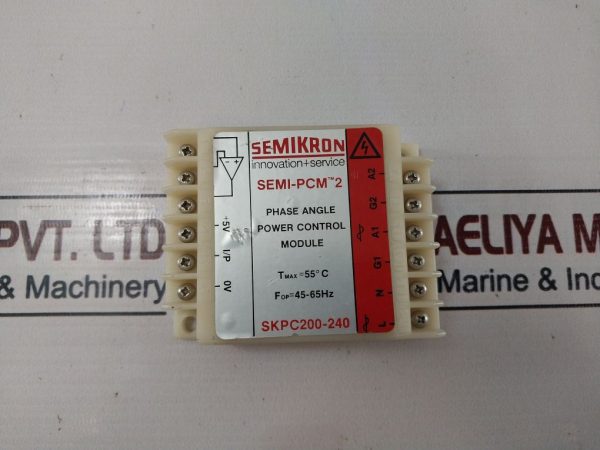 SEMIKRON
innovation+service
SEMI-PCM™2
PHASE ANGLE
POWER CONTROL
MODULE
TMAX=55°C
FOP=45-65Hz
SKPC200-240
- +
+5V
I/P
0V
A2
G2
A1
G1
N
L
PVT. LTD
& Machinery
AELIYA M
Marine & Ind